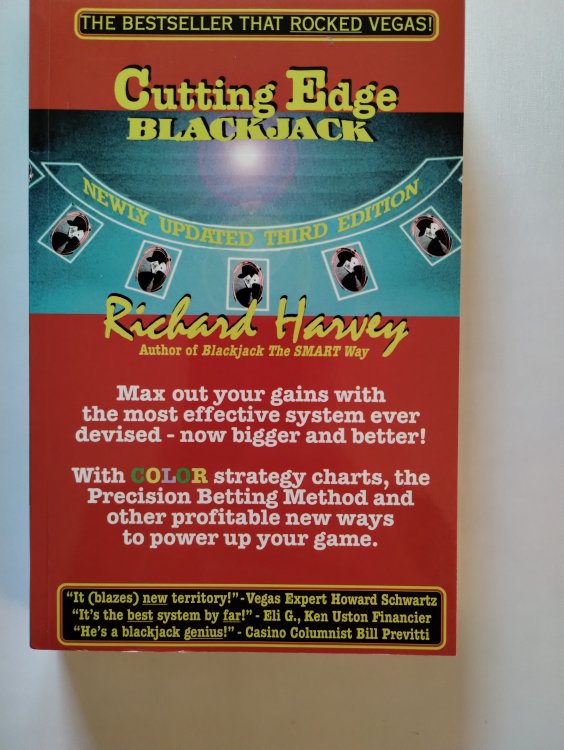 THE BESTSELLER THAT ROCKED VEGAS!
Cutting Edge
BLACKJACK
NEWLY UPDATED THIRD EDITION
Richard Harvey
Author of Blackjack The SMART Way
Max out your gains with
the most effective system ever
devised - now bigger and better!
With COLOR strategy charts, the
Precision Betting Method and
other profitable new ways
to power up your game.
"It (blazes) new territory!" - Vegas Expert Howard Schwartz
"It's the best system by far!" - Eli G., Ken Uston Financier
"He's a blackjack genius!" - Casino Columnist Bill Previtti